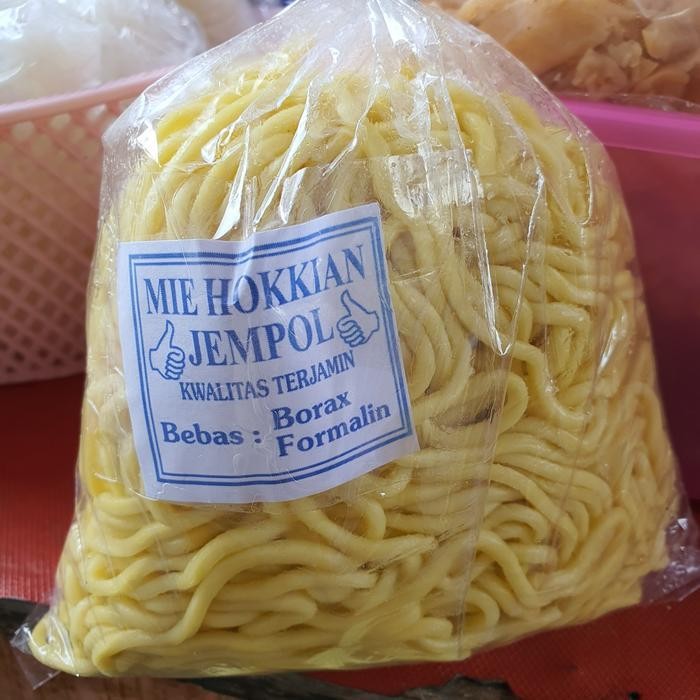 MIE HOKKIAN
JEMPOL
KWALITAS TERJAMIN
Bebas : Borax
Formalin